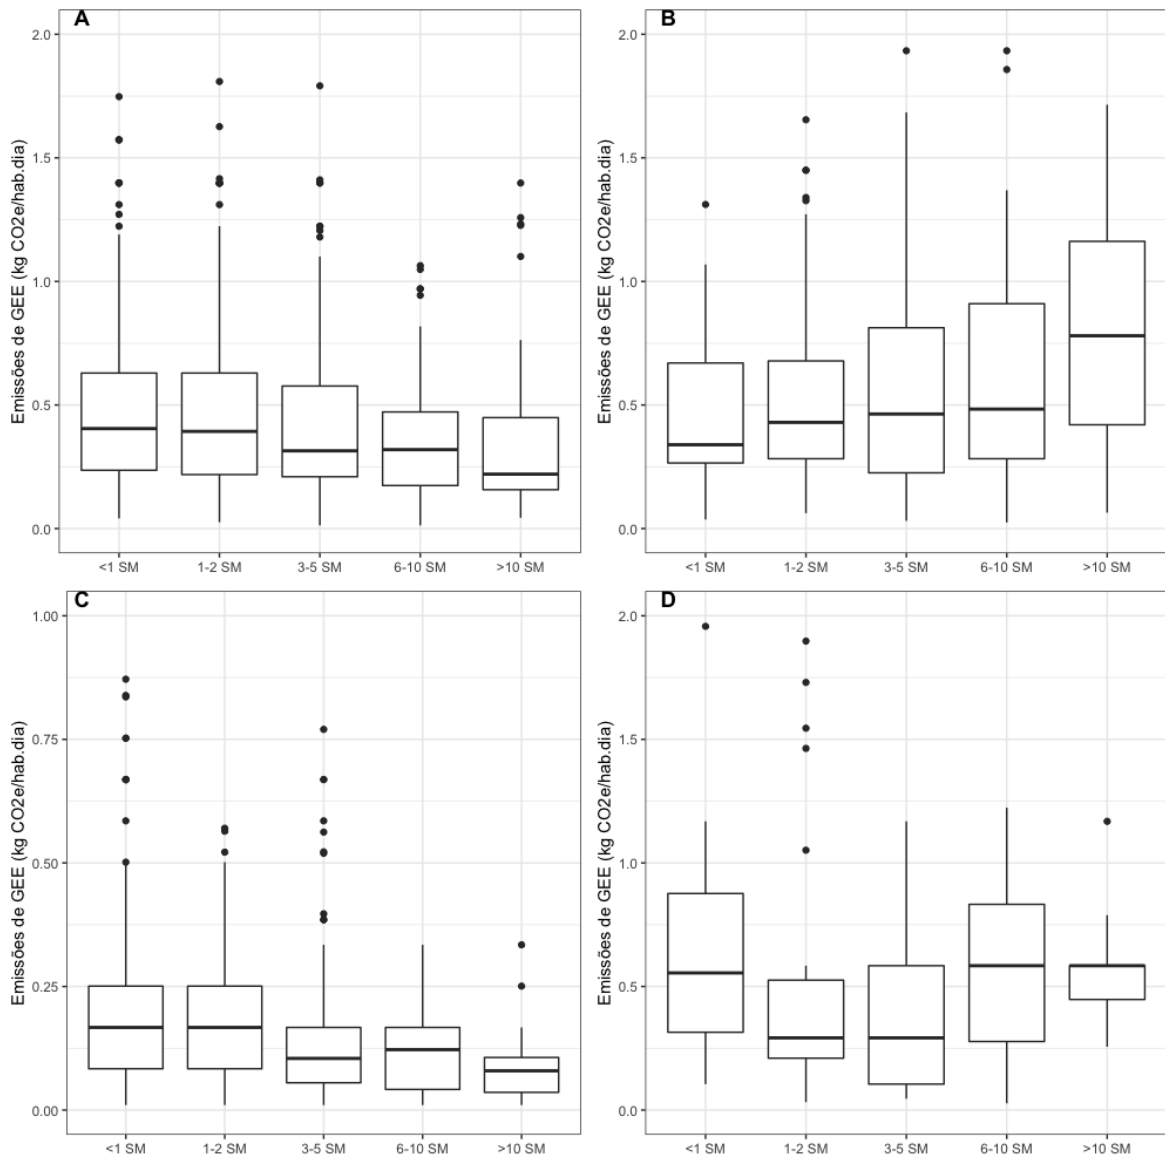 A
Emissões de GEE (kg CO2e/hab.dia)
2.0
1.5
1.0
0.5
0.0
<1 SM 1-2 SM 3-5 SM 6-10 SM >10 SM
B
Emissões de GEE (kg CO2e/hab.dia)
2.0
1.5
1.0
0.5
0.0
<1 SM 1-2 SM 3-5 SM 6-10 SM >10 SM
C
Emissões de GEE (kg CO2e/hab.dia)
1.00
0.75
0.50
0.25
0.00
<1 SM 1-2 SM 3-5 SM 6-10 SM >10 SM
D
Emissões de GEE (kg CO2e/hab.dia)
2.0
1.5
1.0
0.5
0.0
<1 SM 1-2 SM 3-5 SM 6-10 SM >10 SM